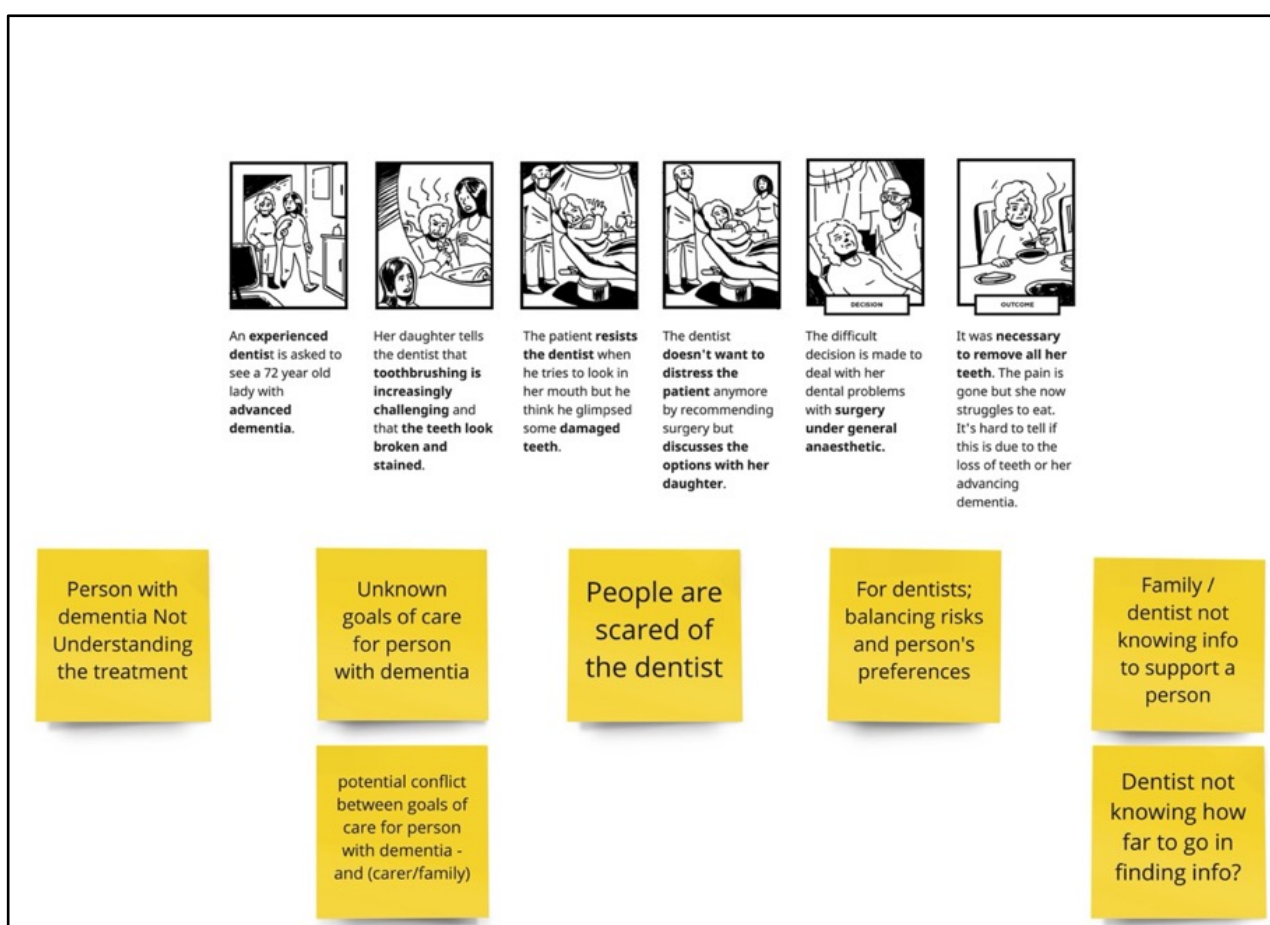 An experienced
dentist is asked to
see a 72 year old
lady with
advanced
dementia.
Her daughter tells
the dentist that
toothbrushing is
increasingly
challenging and
that the teeth look
broken and
stained.
The patient resists
the dentist when
he tries to look in
her mouth but he
think he glimpsed
some damaged
teeth.
The dentist
doesn't want to
distress the
patient anymore
by recommending
surgery but
discusses the
options with her
daughter.
DECISION
The difficult
decision is made to
deal with her
dental problems
with surgery
under general
anaesthetic.
OUTCOME
It was necessary
to remove all her
teeth. The pain is
gone but she now
struggles to eat.
It's hard to tell if
this is due to the
loss of teeth or her
advancing
dementia.
Person with
dementia Not
Understanding
the treatment
Unknown
goals of care
for person
with dementia
potential conflict
between goals of
care for person
with dementia -
and (carer/family)
People are
scared of
the dentist
For dentists;
balancing risks
and person's
preferences
Family /
dentist not
knowing info
to support a
person
Dentist not
knowing how
far to go in
finding info?